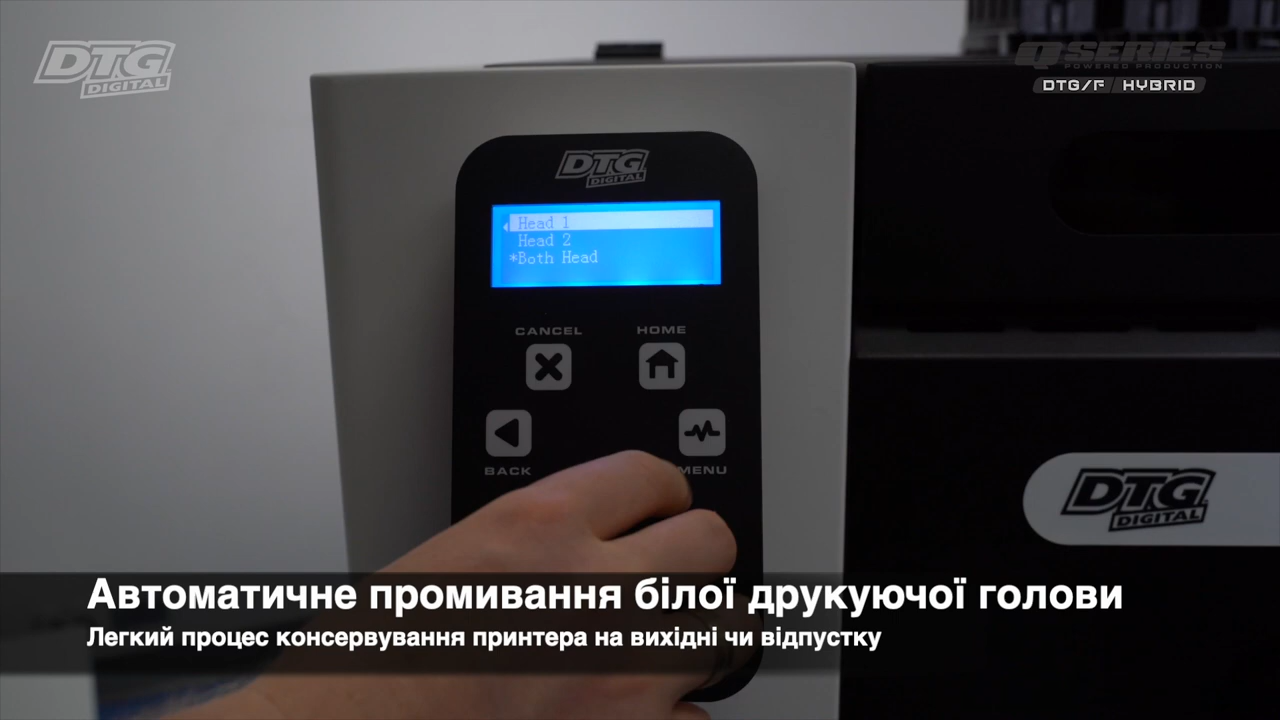 DTG
DIGITAL
Q SERIES
POWERED PRODUCTION
DTG/F HYBRID
DTG
DIGITAL
Head 1
Head 2
*Both Head
CANCEL
HOME
BACK
MENU
DTG
DIGITAL
Автоматичне промивання білої друкуючої голови
Легкий процес консервування принтера на вихідні чи відпустку